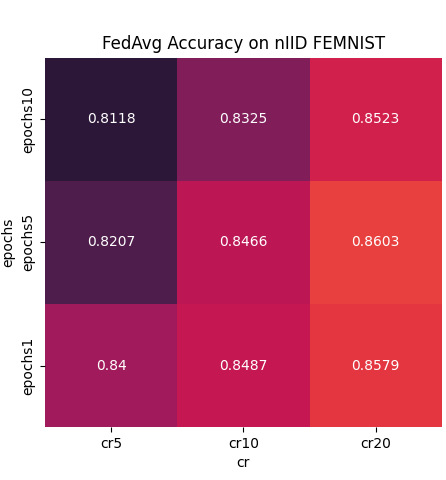 FedAvg Accuracy on nIID FEMNIST
epochs10
0.8118 0.8325 0.8523
epochs
epochs5
0.8207 0.8466 0.8603
epochs1
0.84 0.8487 0.8579
cr5 cr10 cr20
cr